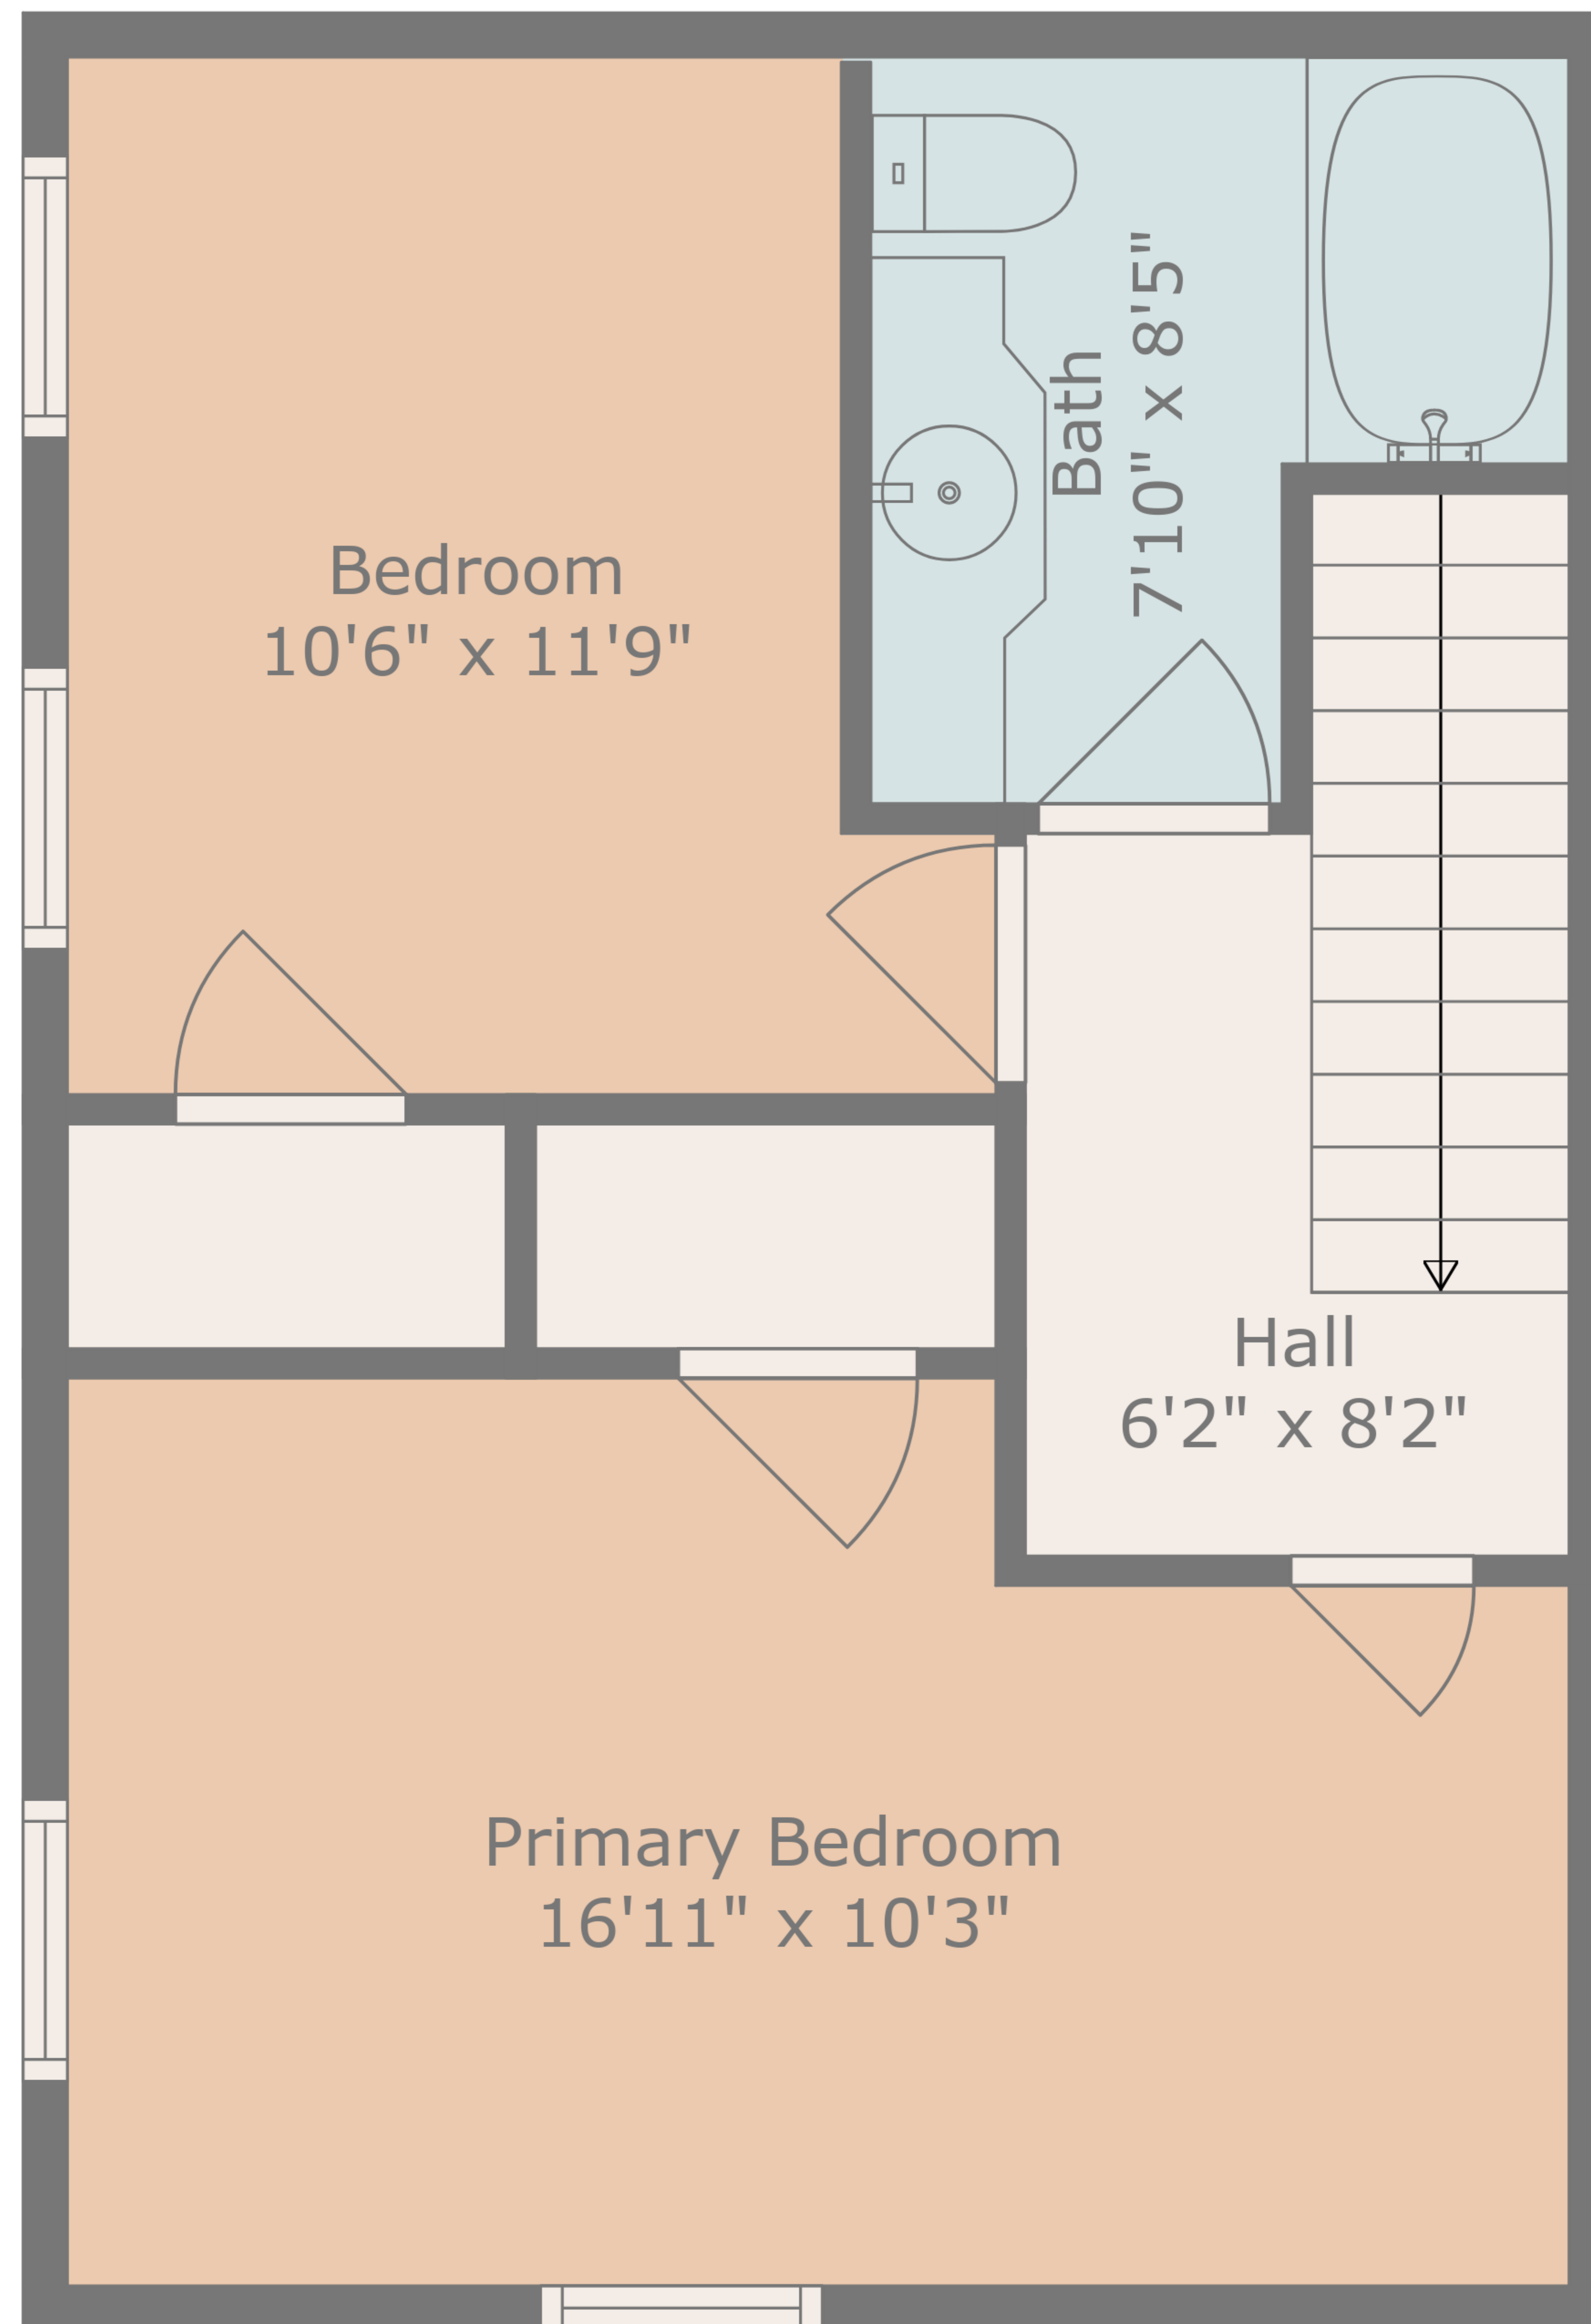 Bath
7'10" x 8'5"
Bedroom
10'6" x 11'9"
Hall
6'2" x 8'2"
Primary Bedroom
16'11" x 10'3"